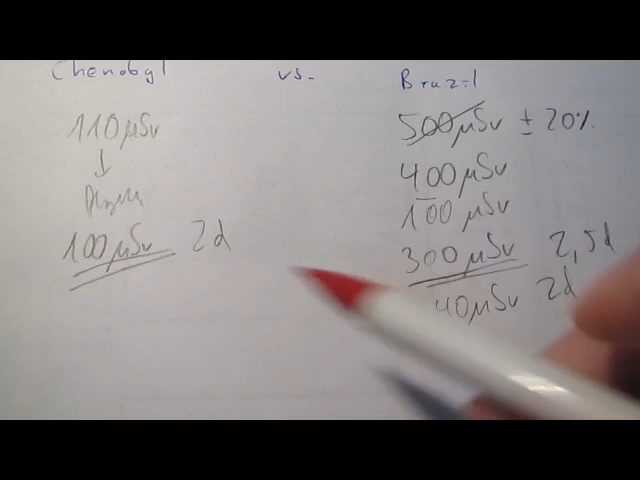 Chenobyl vs. Brazil
110µSv
↓
100µSv 2d
500µSv ± 20%
400µSv
- 100µSv
300µSv 2,5d
40µSv 2d